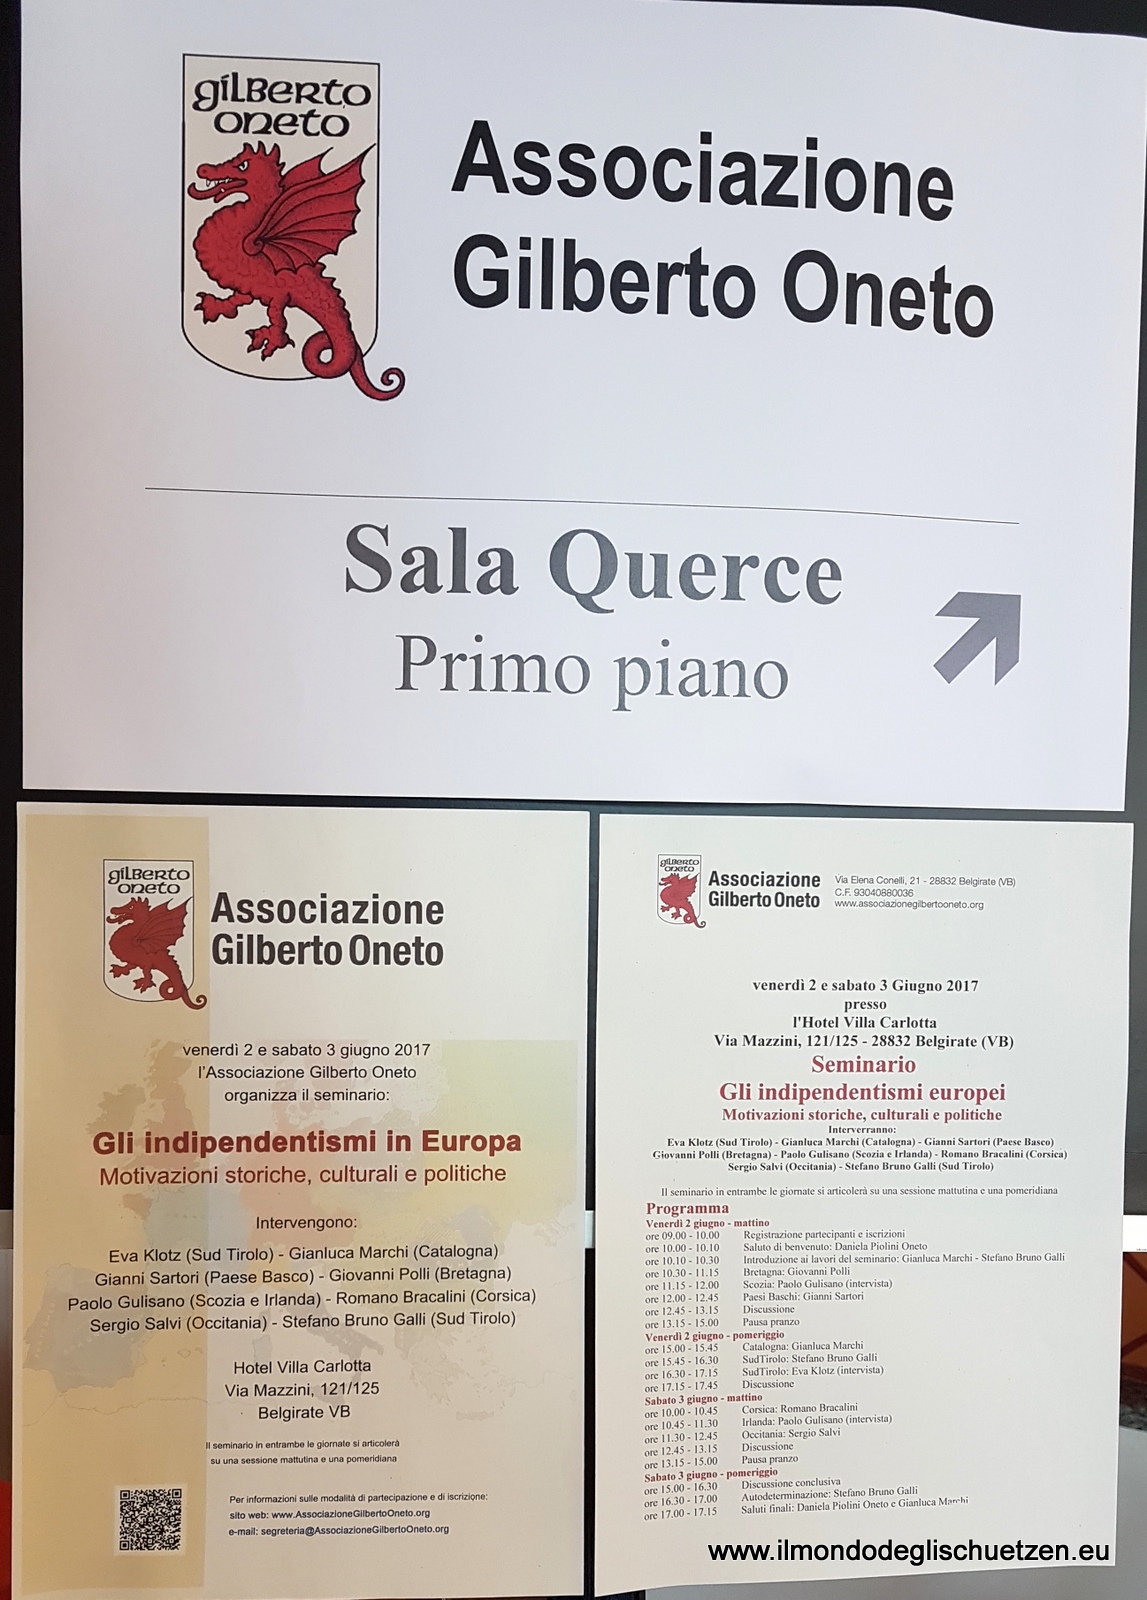 gilberto
oneto
Associazione
Gilberto Oneto
Sala Querce
Primo piano
gilberto
oneto
Associazione
Gilberto Oneto
venerdì 2 e sabato 3 giugno 2017
l'Associazione Gilberto Oneto
organizza il seminario:
Gli indipendentismi in Europa
Motivazioni storiche, culturali e politiche
Intervengono:
Eva Klotz (Sud Tirolo) - Gianluca Marchi (Catalogna)
Gianni Sartori (Paese Basco) - Giovanni Polli (Bretagna)
Paolo Gulisano (Scozia e Irlanda) - Romano Bracalini (Corsica)
Sergio Salvi (Occitania) - Stefano Bruno Galli (Sud Tirolo)
Hotel Villa Carlotta
Via Mazzini, 121/125
Belgirate VB
Il seminario in entrambe le giornate si articolerà
su una sessione mattutina e una pomeridiana
Per informazioni sulle modalità di partecipazione e di iscrizione:
sito web: www.AssociazioneGilbertoOneto.org
e-mail: segreteria@AssociazioneGilbertoOneto.org
gilberto
oneto
Associazione
Gilberto Oneto
Via Elena Conelli, 21 - 28832 Belgirate (VB)
C.F. 93040880036
www.associazionegilbertooneto.org
venerdì 2 e sabato 3 Giugno 2017
presso
l'Hotel Villa Carlotta
Via Mazzini, 121/125 - 28832 Belgirate (VB)
Seminario
Gli indipendentismi europei
Motivazioni storiche, culturali e politiche
Interverranno:
Eva Klotz (Sud Tirolo) - Gianluca Marchi (Catalogna) - Gianni Sartori (Paese Basco)
Giovanni Polli (Bretagna) - Paolo Gulisano (Scozia e Irlanda) - Romano Bracalini (Corsica)
Sergio Salvi (Occitania) - Stefano Bruno Galli (Sud Tirolo)
Il seminario in entrambe le giornate si articolerà su una sessione mattutina e una pomeridiana
Programma
Venerdì 2 giugno - mattino
ore 09.00 - 10.00 Registrazione partecipanti e iscrizioni
ore 10.00 - 10.10 Saluto di benvenuto: Daniela Piolini Oneto
ore 10.10 - 10.30 Introduzione ai lavori del seminario: Gianluca Marchi - Stefano Bruno Galli
ore 10.30 - 11.15 Bretagna: Giovanni Polli
ore 11.15 - 12.00 Scozia: Paolo Gulisano (intervista)
ore 12.00 - 12.45 Paesi Baschi: Gianni Sartori
ore 12.45 - 13.15 Discussione
ore 13.15 - 15.00 Pausa pranzo
Venerdì 2 giugno - pomeriggio
ore 15.00 - 15.45 Catalogna: Gianluca Marchi
ore 15.45 - 16.30 SudTirolo: Stefano Bruno Galli
ore 16.30 - 17.15 SudTirolo: Eva Klotz (intervista)
ore 17.15 - 17.45 Discussione
Sabato 3 giugno - mattino
ore 10.00 - 10.45 Corsica: Romano Bracalini
ore 10.45 - 11.30 Irlanda: Paolo Gulisano (intervista)
ore 11.30 - 12.45 Occitania: Sergio Salvi
ore 12.45 - 13.15 Discussione
ore 13.15 - 15.00 Pausa pranzo
Sabato 3 giugno - pomeriggio
ore 15.00 - 16.30 Discussione conclusiva
ore 16.30 - 17.00 Autodeterminazione: Stefano Bruno Galli
ore 17.00 - 17.15 Saluti finali: Daniela Piolini Oneto e Gianluca Marchi
www.ilmondodeglischuetzen.eu